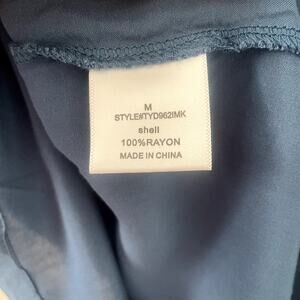 M
STYLE#TYD962IMK
shell
100%RAYON
MADE IN CHINA